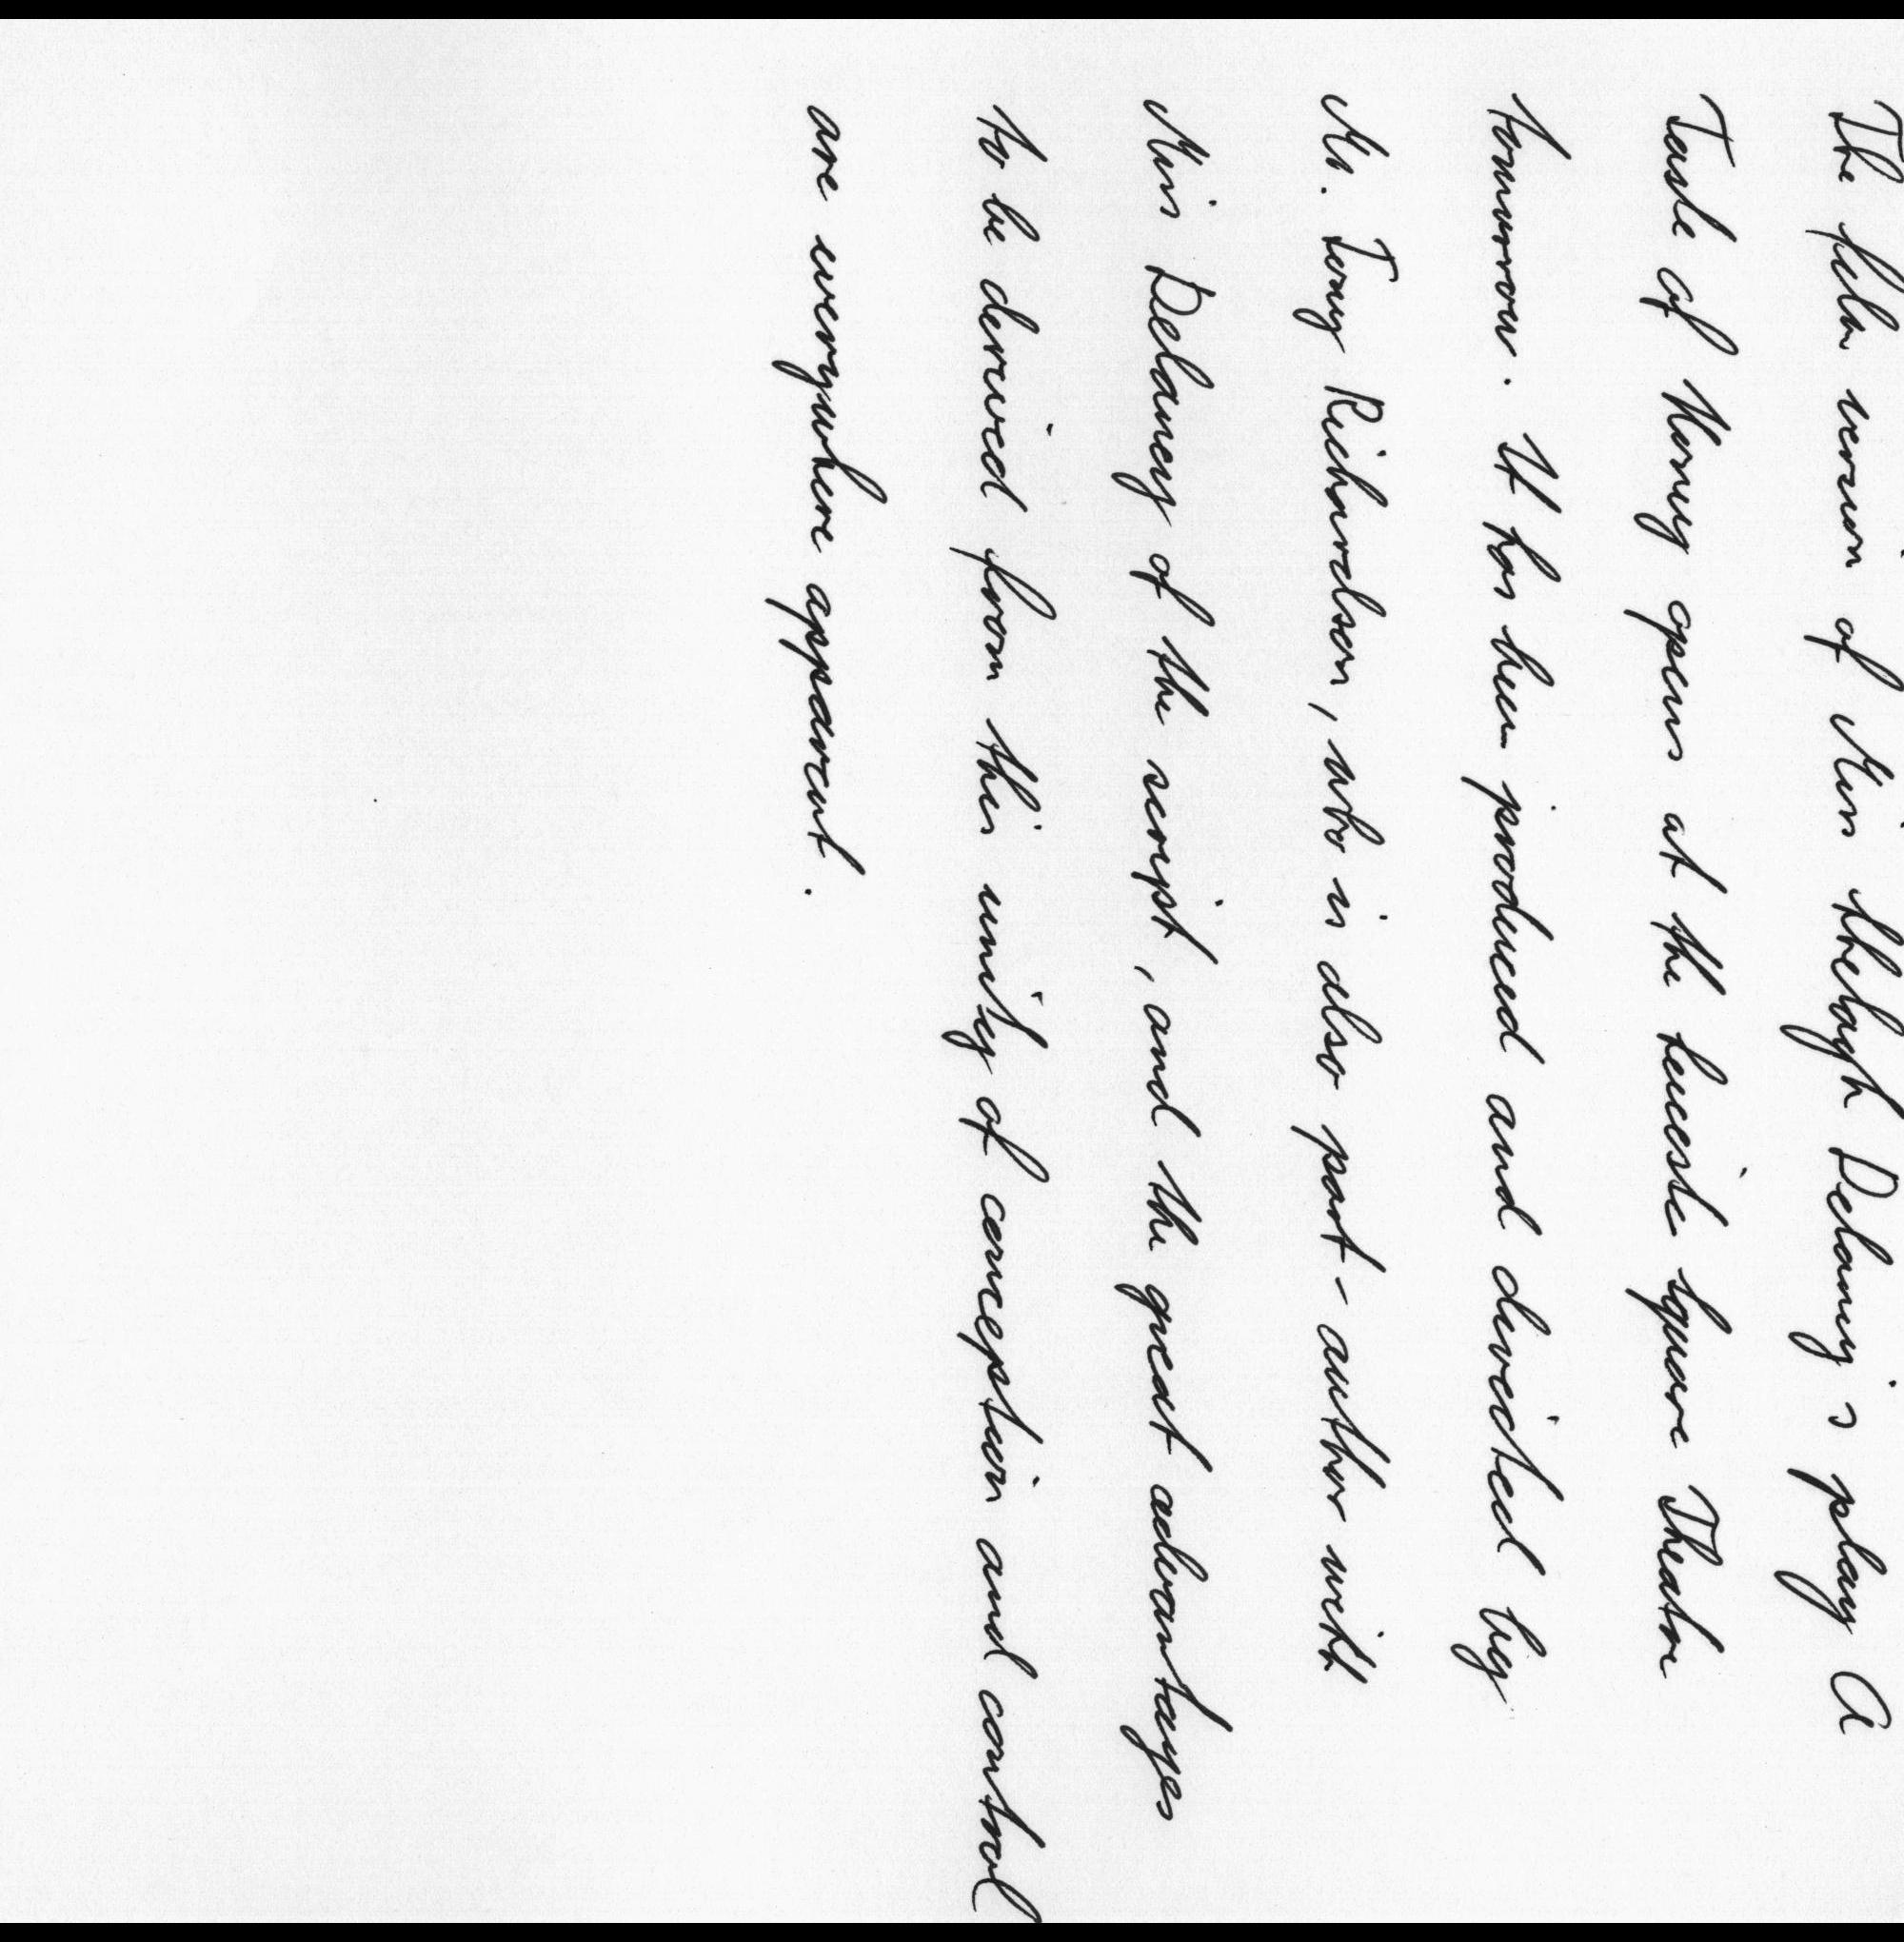 The film version of Miss Shelagh Delaney's play A
Taste of Honey opens at the Leicester Square Theatre
tomorrow. It has been produced and directed by
Mr. Tony Richardson, who is also part-author with
Miss Delaney of the script, and the great advantages
to be derived from this unity of conception and control
are everywhere apparent.